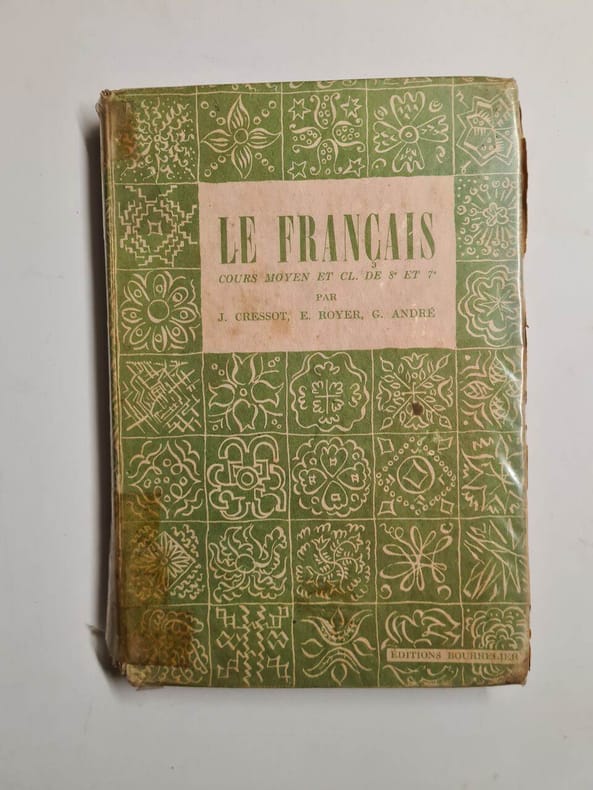 LE FRANÇAIS
COURS MOYEN ET CL. DE 8e ET 7e
PAR
J. CRESSOT, E. ROYER, G. ANDRÉ
ÉDITIONS BOURRELIER